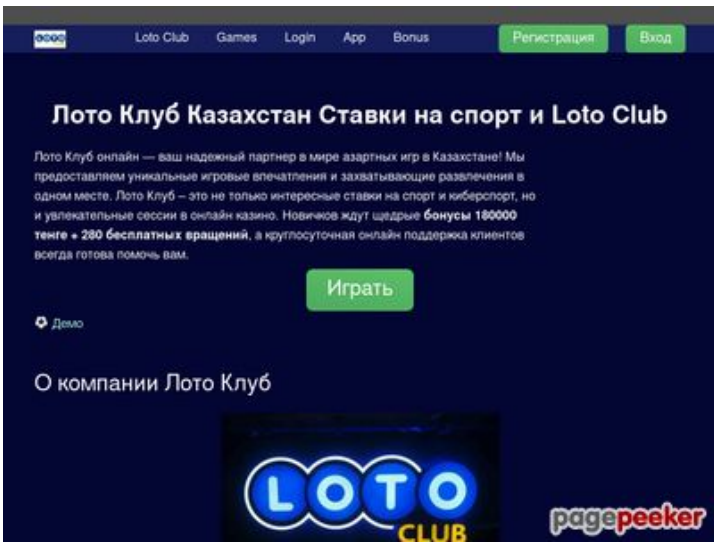 LOTO
Loto Club Games Login App Bonus Регистрация Вход
Лото Клуб Казахстан Ставки на спорт и Loto Club
Лото Клуб онлайн — ваш надежный партнер в мире азартных игр в Казахстане! Мы
предоставляем уникальные игровые впечатления и захватывающие развлечения в
одном месте. Лото Клуб – это не только интересные ставки на спорт и киберспорт, но
и увлекательные сессии в онлайн казино. Новичков ждут щедрые бонусы 180000
тенге + 280 бесплатных вращений, а круглосуточная онлайн поддержка клиентов
всегда готова помочь вам.
Играть
Демо
О компании Лото Клуб
LOTO
CLUB
pagepeeker